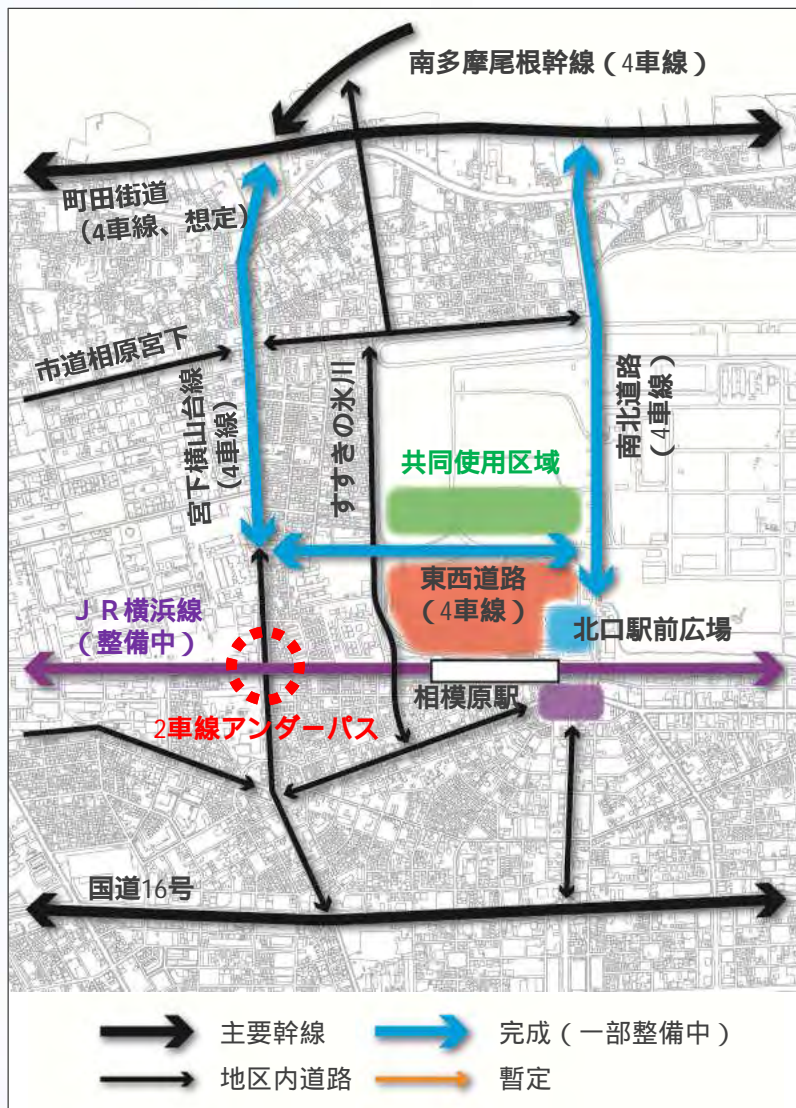 南多摩尾根幹線(4車線)
町田街道
(4車線、想定)
市道相原宮下
宮下横山台線
(4車線)
すすきの氷川
南北道路
(4車線)
共同使用区域
東西道路
(4車線)
JR横浜線
(整備中)
北口駅前広場
相模原駅
2車線アンダーパス
国道16号
主要幹線
完成(一部整備中)
地区内道路
暫定